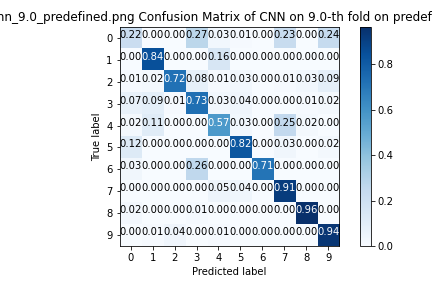 nn_9.0_predefined.png Confusion Matrix of CNN on 9.0-th fold on predef
0 0.22 0.00 0.00 0.27 0.03 0.01 0.00 0.23 0.00 0.24
1 0.00 0.84 0.00 0.00 0.16 0.00 0.00 0.00 0.00 0.00
2 0.01 0.02 0.72 0.08 0.01 0.03 0.09
3 0.07 0.09 0.01 0.73 0.03 0.04 0.00 0.00 0.01 0.02
4 0.02 0.11 0.00 0.02 0.57 0.03 0.00 0.25 0.00 0.00
5 0.12 0.00 0.00 0.00 0.82 0.00 0.03 0.00 0.02
6 0.03 0.00 0.00 0.26 0.00 0.00 0.71 0.00 0.00 0.00
7 0.00 0.00 0.00 0.00 0.05 0.04 0.00 0.91 0.00 0.00
8 0.02 0.00 0.00 0.01 0.00 0.00 0.00 0.00 0.96 0.00
9 0.00 0.01 0.04 0.00 0.01 0.00 0.00 0.00 0.00 0.94
0 1 2 3 4 5 6 7 8 9
Predicted label
True label
0.8
0.6
0.4
0.2
0.0